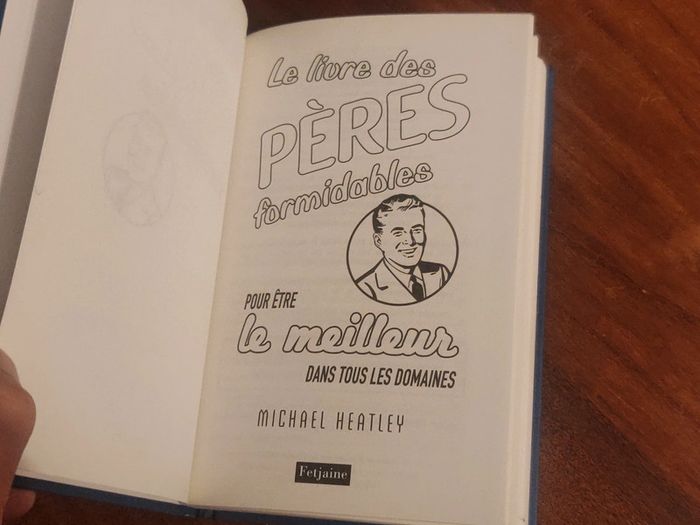 Le livre des
PÈRES
formidables
POUR ÊTRE
le meilleur
DANS TOUS LES DOMAINES
MICHAEL HEATLEY
Fetjaine